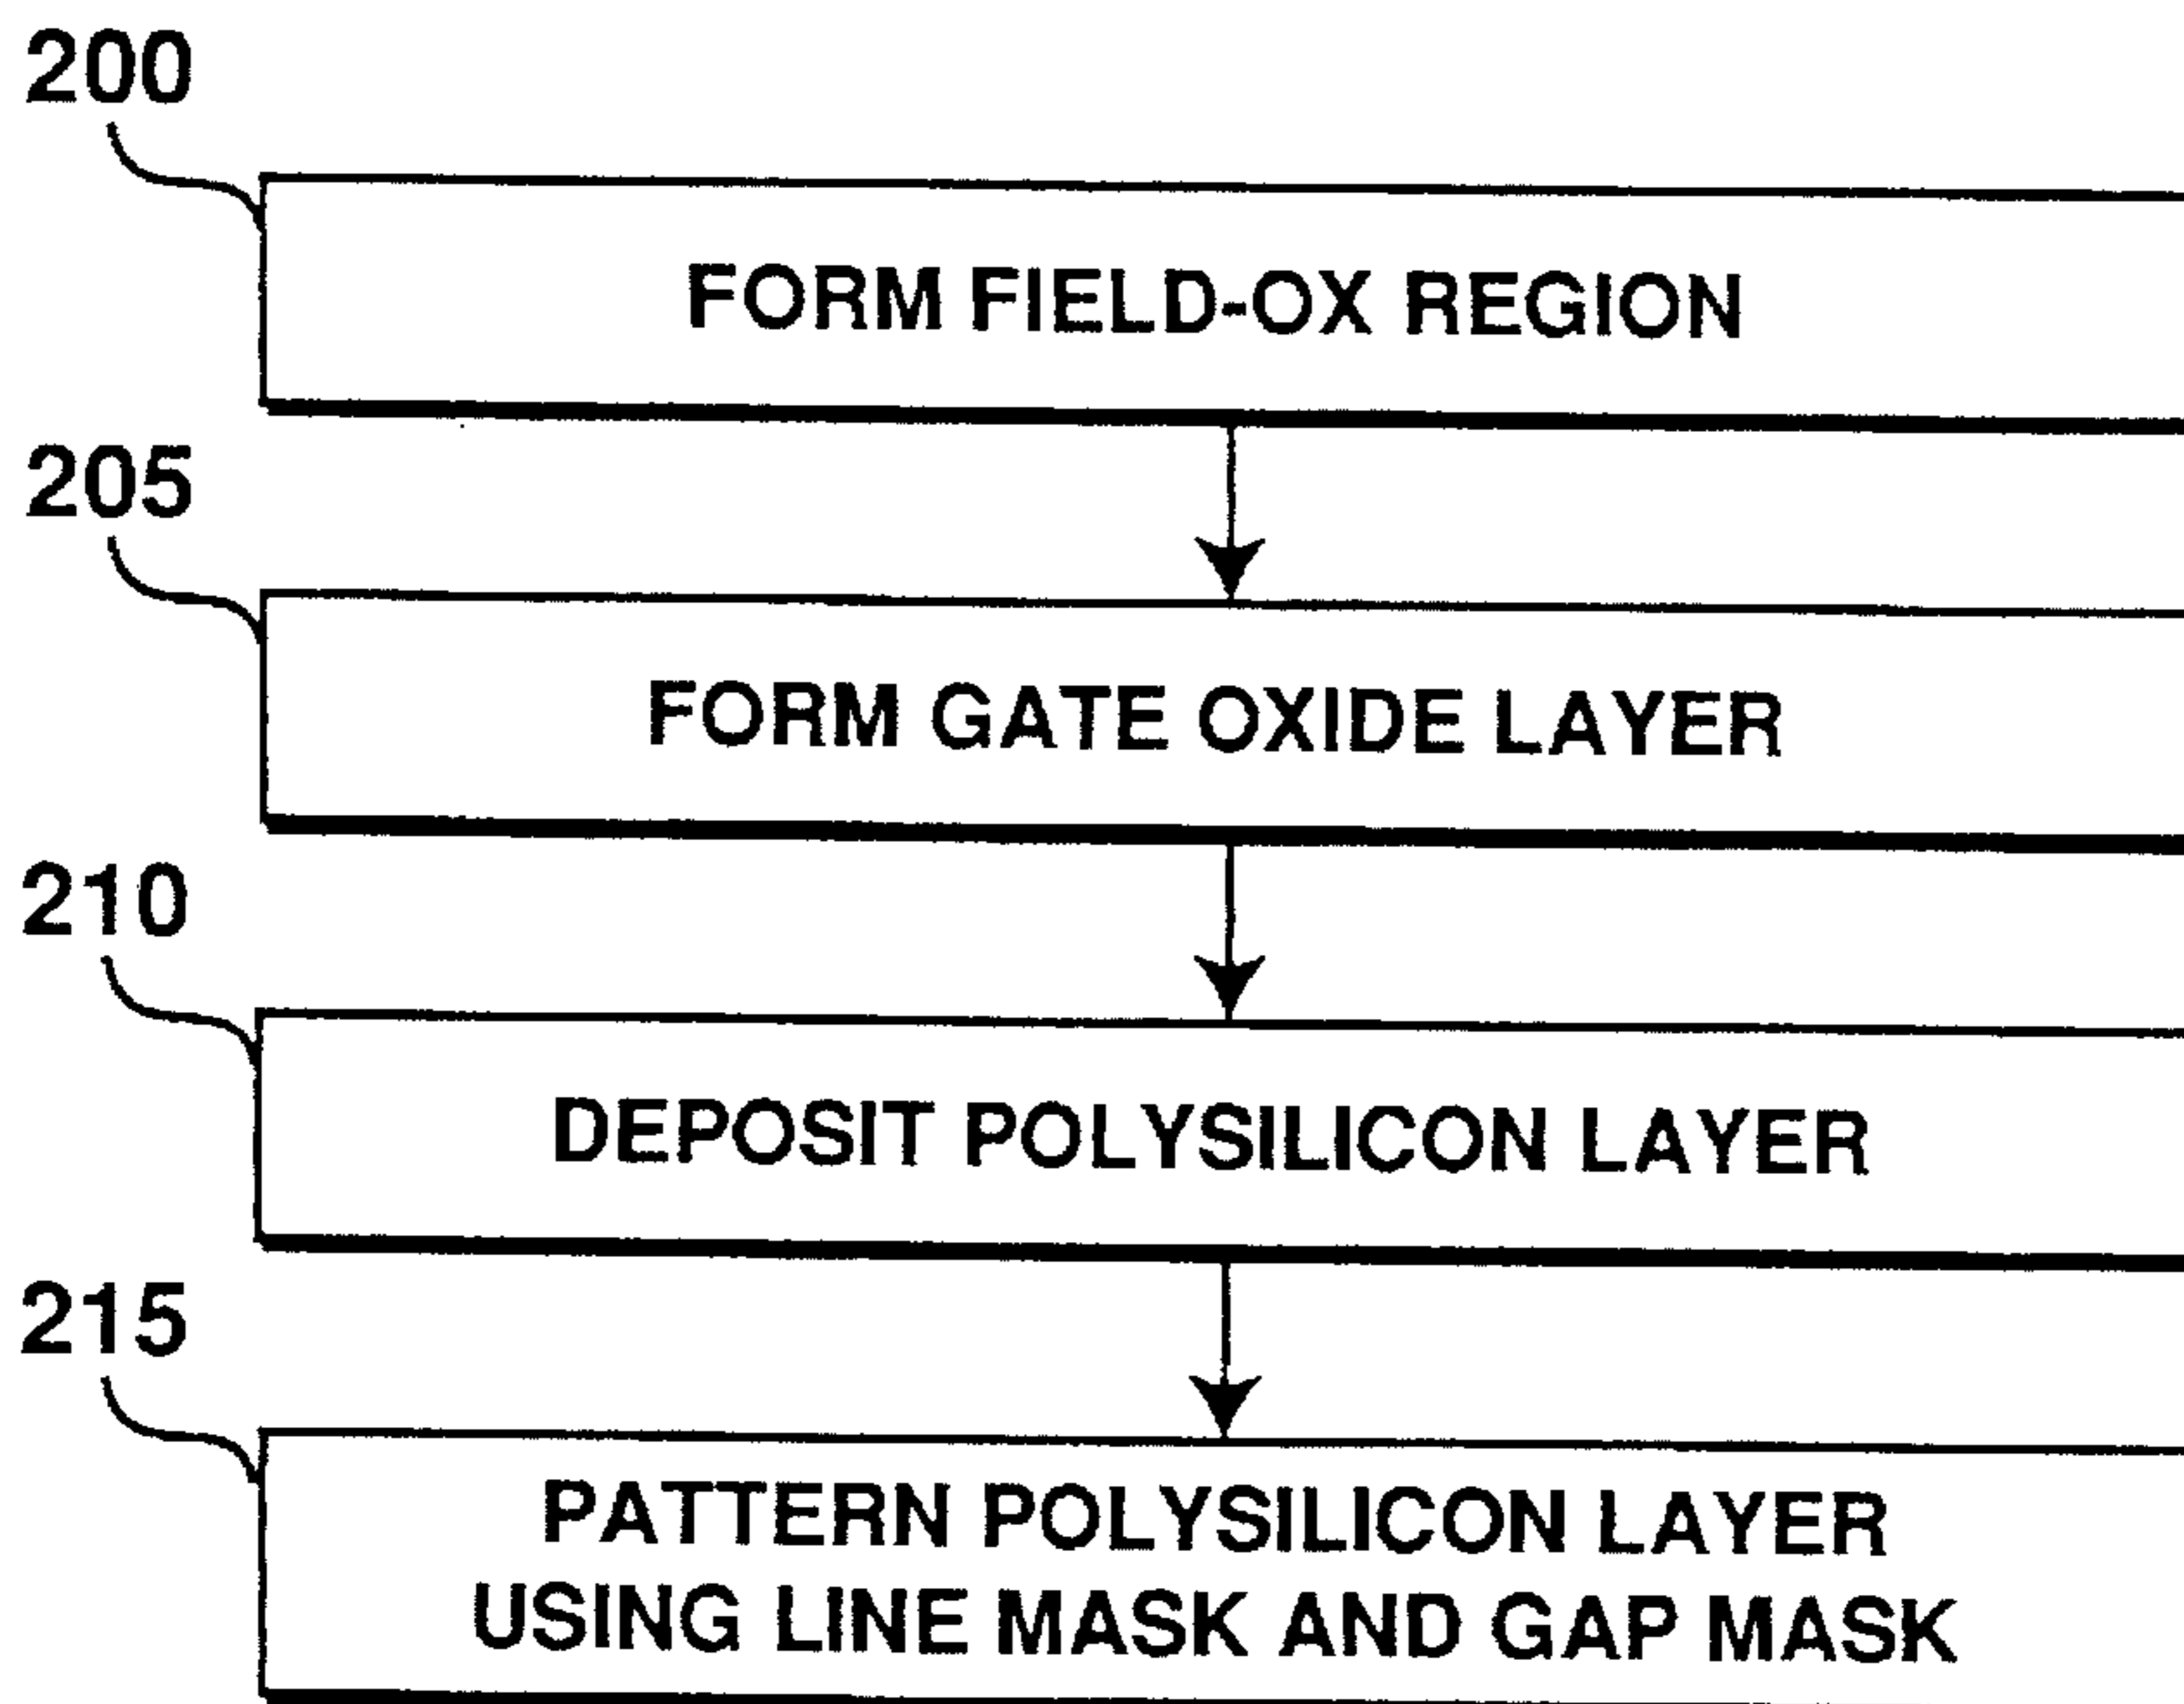 200
FORM FIELD-OX REGION
205
FORM GATE OXIDE LAYER
210
DEPOSIT POLYSILICON LAYER
215
PATTERN POLYSILICON LAYER
USING LINE MASK AND GAP MASK